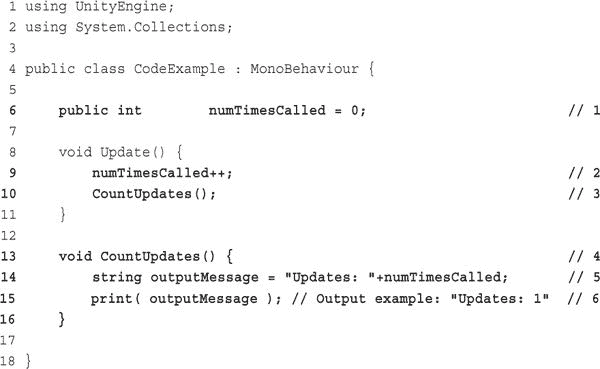 1 using UnityEngine;
2 using System.Collections;
3
4 public class CodeExample : MonoBehaviour {
5
6     public int        numTimesCalled = 0;                        // 1
7
8     void Update() {
9         numTimesCalled++;                                        // 2
10         CountUpdates();                                          // 3
11     }
12
13     void CountUpdates() {                                        // 4
14         string outputMessage = "Updates: "+numTimesCalled;       // 5
15         print( outputMessage ); // Output example: "Updates: 1"  // 6
16     }
17
18 }